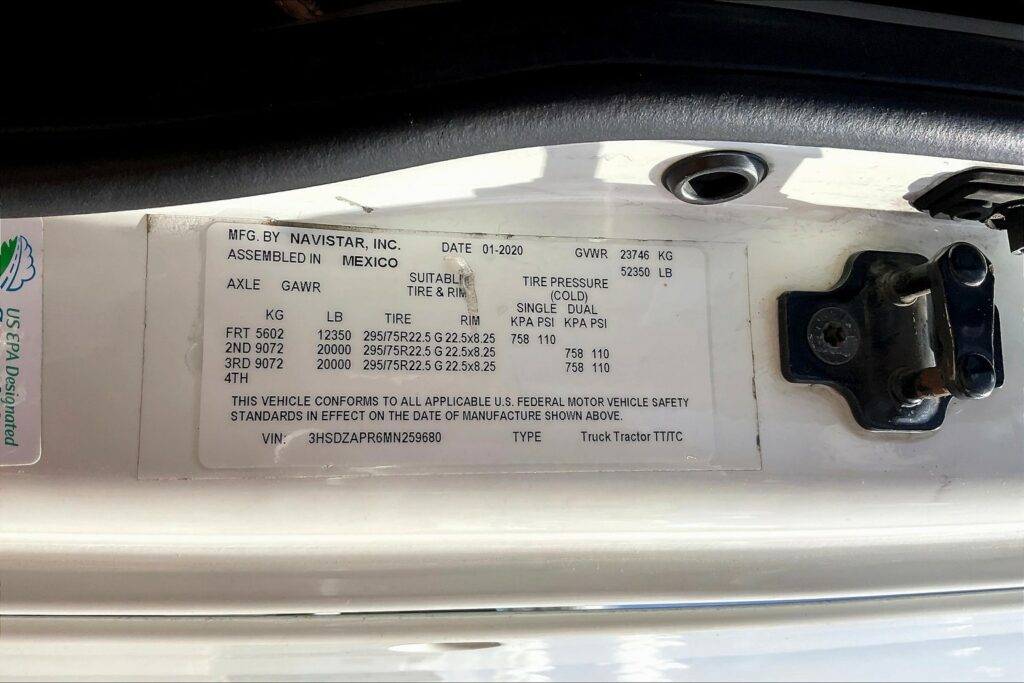 MFG. BY NAVISTAR, INC. DATE 01-2020 GVWR 23746 KG
ASSEMBLED IN MEXICO 52350 LB
AXLE GAWR SUITABLE TIRE PRESSURE
TIRE & RIM (COLD)
SINGLE DUAL
KG LB TIRE RIM KPA PSI KPA PSI
FRT 5602 12350 295/75R22.5 G 22.5x8.25 758 110
2ND 9072 20000 295/75R22.5 G 22.5x8.25 758 110
3RD 9072 20000 295/75R22.5 G 22.5x8.25 758 110
4TH
THIS VEHICLE CONFORMS TO ALL APPLICABLE U.S. FEDERAL MOTOR VEHICLE SAFETY
STANDARDS IN EFFECT ON THE DATE OF MANUFACTURE SHOWN ABOVE.
VIN: 3HSDZAPR6MN259680 TYPE Truck Tractor TT/TC
US EPA Designated